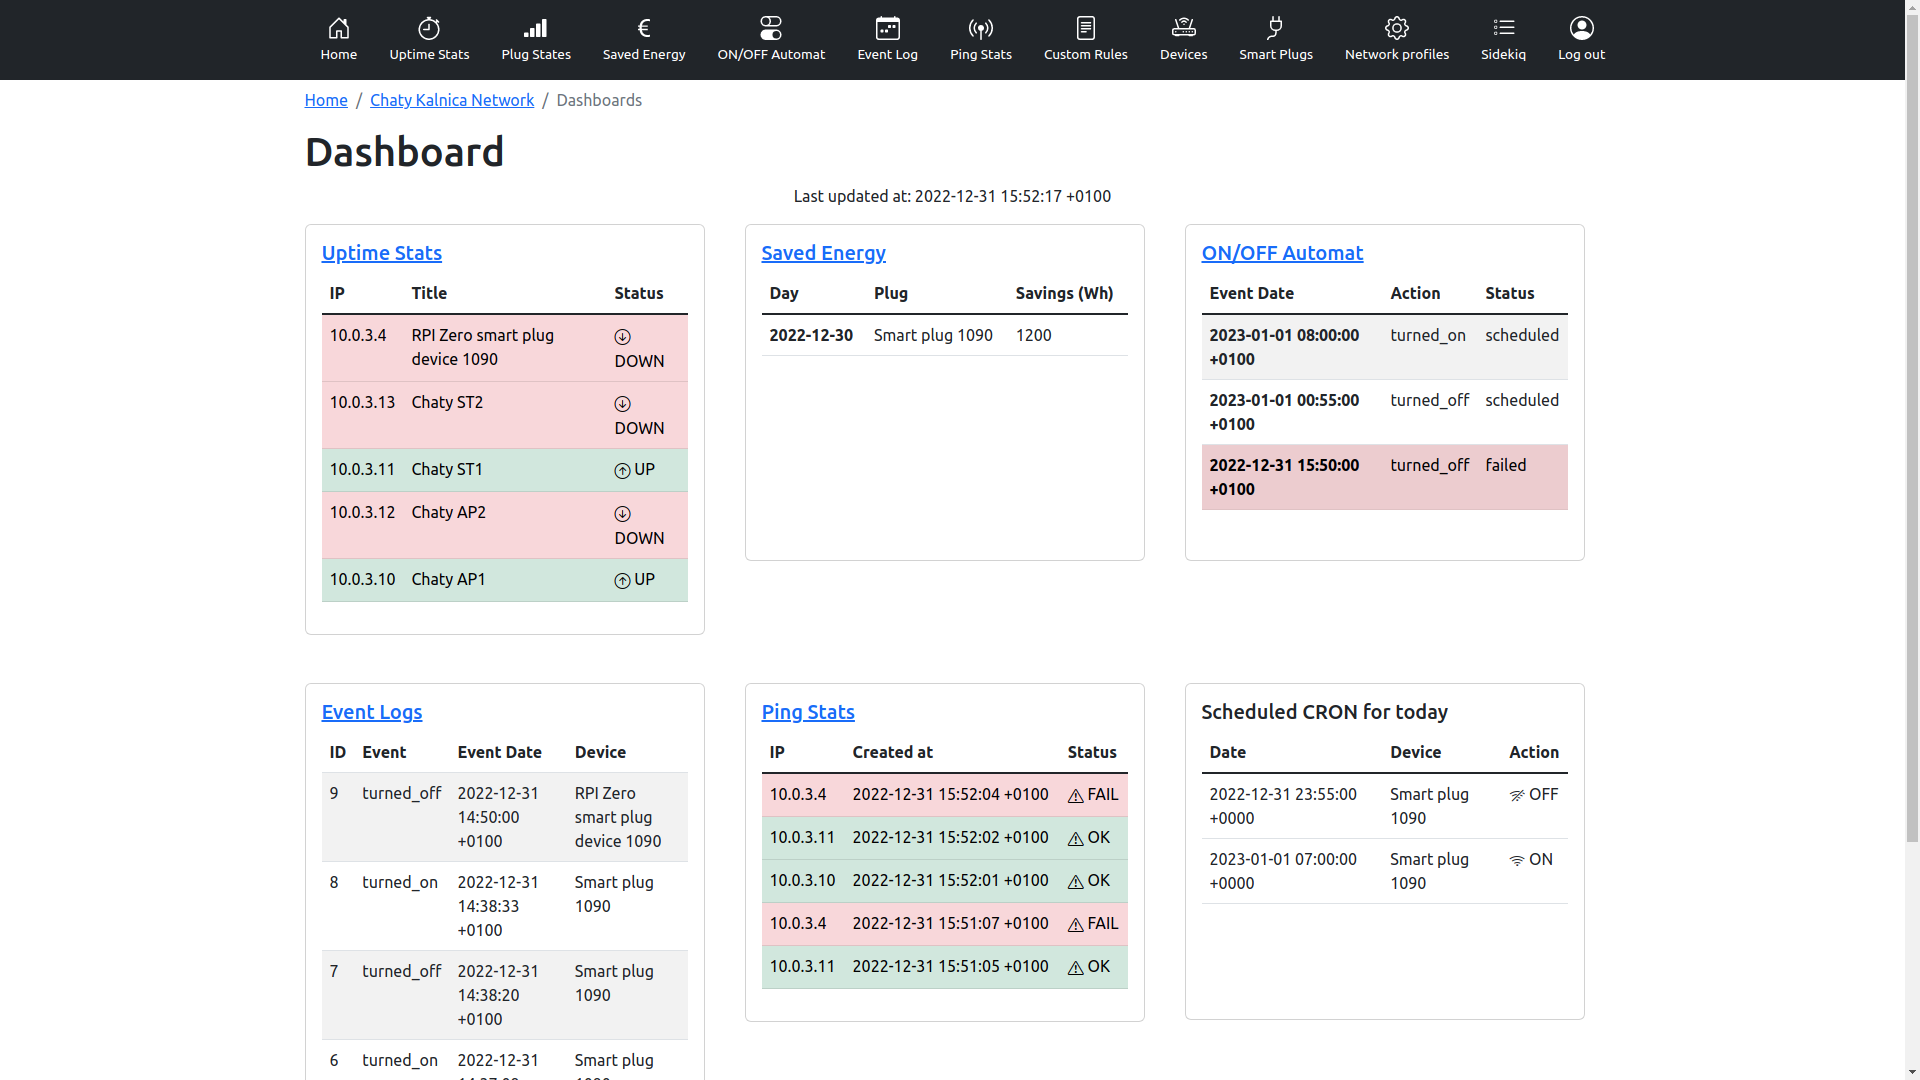 Home Uptime Stats Plug States Saved Energy ON/OFF Automat Event Log Ping Stats Custom Rules Devices Smart Plugs Network profiles Sidekiq Log out
Home / Chaty Kalnica Network / Dashboards
Dashboard
Last updated at: 2022-12-31 15:52:17 +0100
Uptime Stats
IP Title Status
10.0.3.4 RPI Zero smart plug
device 1090
DOWN
10.0.3.13 Chaty ST2
DOWN
10.0.3.11 Chaty ST1 UP
10.0.3.12 Chaty AP2
DOWN
10.0.3.10 Chaty AP1 UP
Saved Energy
Day Plug Savings (Wh)
2022-12-30 Smart plug 1090 1200
ON/OFF Automat
Event Date Action Status
2023-01-01 08:00:00 turned_on scheduled
+0100
2023-01-01 00:55:00 turned_off scheduled
+0100
2022-12-31 15:50:00 turned_off failed
+0100
Event Logs
ID Event Event Date Device
9 turned_off 2022-12-31 RPI Zero
14:50:00 smart plug
+0100 device 1090
8 turned_on 2022-12-31 Smart plug
14:38:33 1090
+0100
7 turned_off 2022-12-31 Smart plug
14:38:20 1090
+0100
6 turned_on 2022-12-31 Smart plug
Ping Stats
IP Created at Status
10.0.3.4 2022-12-31 15:52:04 +0100 FAIL
10.0.3.11 2022-12-31 15:52:02 +0100 OK
10.0.3.10 2022-12-31 15:52:01 +0100 OK
10.0.3.4 2022-12-31 15:51:07 +0100 FAIL
10.0.3.11 2022-12-31 15:51:05 +0100 OK
Scheduled CRON for today
Date Device Action
2022-12-31 23:55:00 Smart plug OFF
+0000 1090
2023-01-01 07:00:00 Smart plug ON
+0000 1090